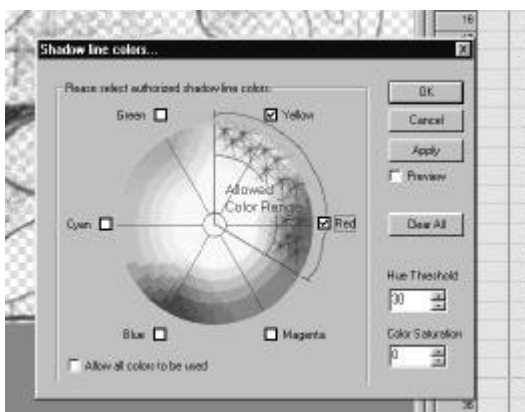 16
Shadow line colors...
Please select authorized shadow line colors:
Green
Yellow
OK
Cancel
Apply
Preview
Allowed
Color Range
Cyan
Red
Clear All
Hue Threshold
30
Blue
Magenta
Color Saturation
0
Allow all colors to be used
36